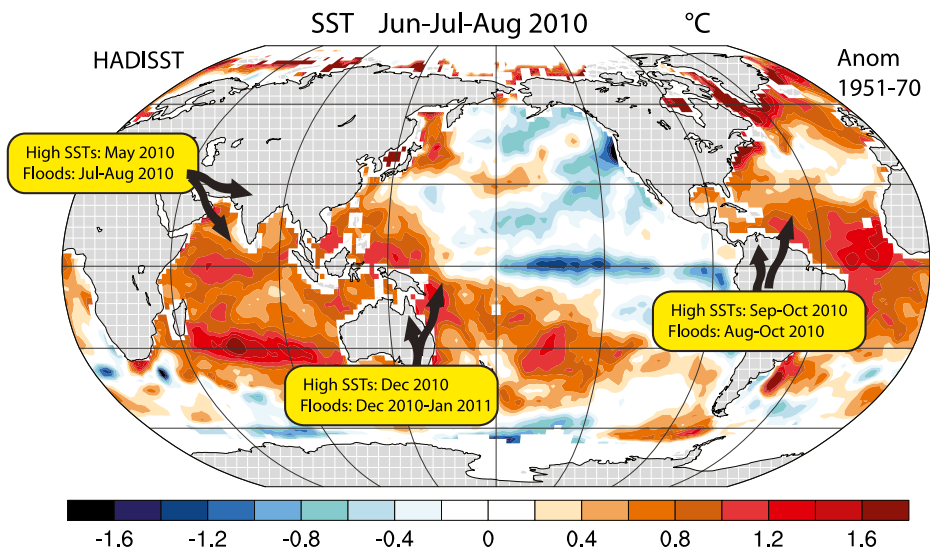 SST Jun-Jul-Aug 2010 °C
HADISST
Anom
1951-70
High SSTs: May 2010
Floods: Jul-Aug 2010
High SSTs: Sep-Oct 2010
Floods: Aug-Oct 2010
High SSTs: Dec 2010
Floods: Dec 2010-Jan 2011
-1.6 -1.2 -0.8 -0.4 0 0.4 0.8 1.2 1.6